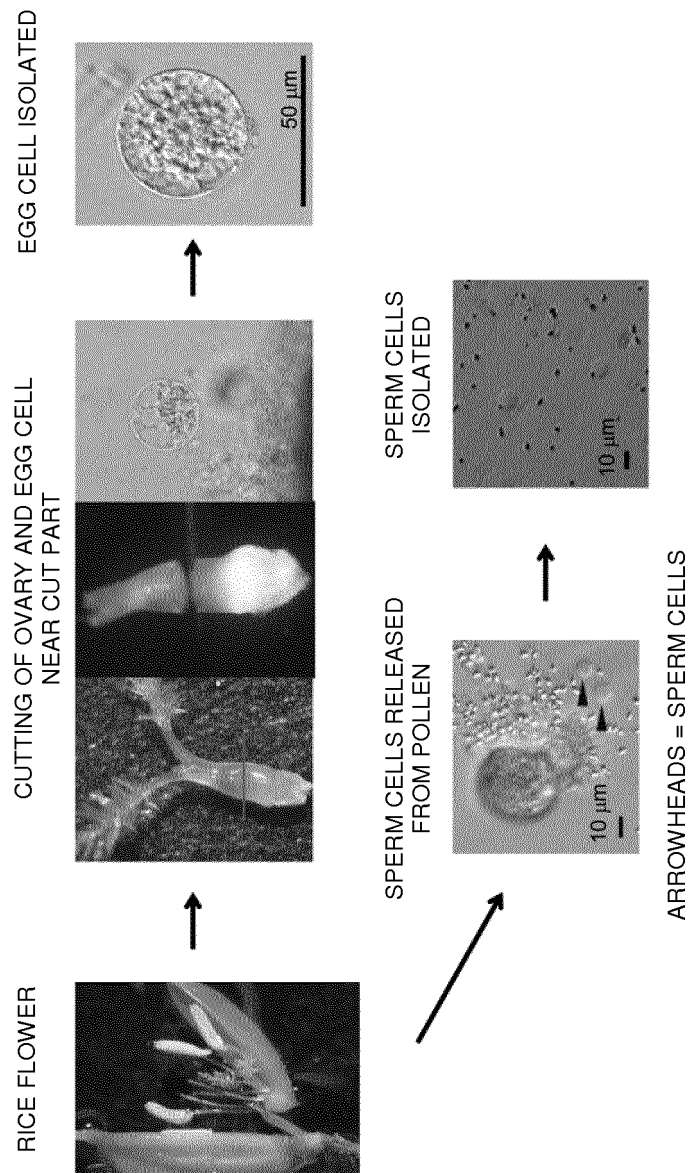 RICE FLOWER
CUTTING OF OVARY AND EGG CELL
NEAR CUT PART
EGG CELL ISOLATED
50 μm
SPERM CELLS RELEASED
FROM POLLEN
10 μm
ARROWHEADS = SPERM CELLS
SPERM CELLS
ISOLATED
10 μm